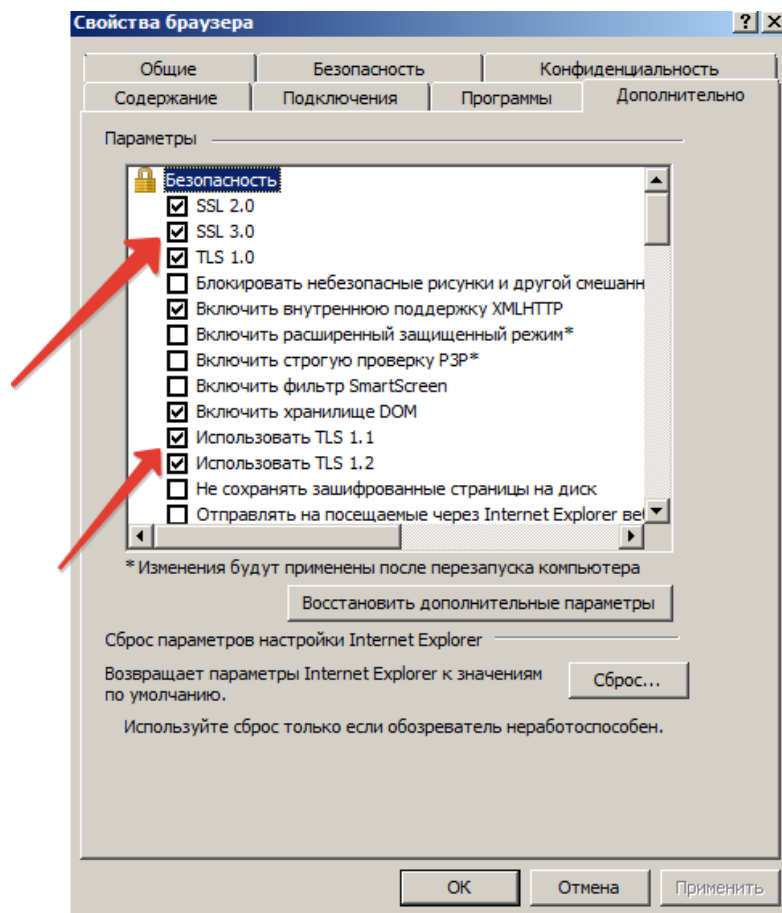 Свойства браузера
Общие Безопасность Конфиденциальность
Содержание Подключения Программы Дополнительно
Параметры
Безопасность
SSL 2.0
SSL 3.0
TLS 1.0
Блокировать небезопасные рисунки и другой смешанн
Включить внутреннюю поддержку XMLHTTP
Включить расширенный защищенный режим*
Включить строгую проверку P3P*
Включить фильтр SmartScreen
Включить хранилище DOM
Использовать TLS 1.1
Использовать TLS 1.2
Не сохранять зашифрованные страницы на диск
Отправлять на посещаемые через Internet Explorer ве
* Изменения будут применены после перезапуска компьютера
Восстановить дополнительные параметры
Сброс параметров настройки Internet Explorer
Возвращает параметры Internet Explorer к значениям
по умолчанию.
Сброс...
Используйте сброс только если обозреватель неработоспособен.
ОК Отмена Применить